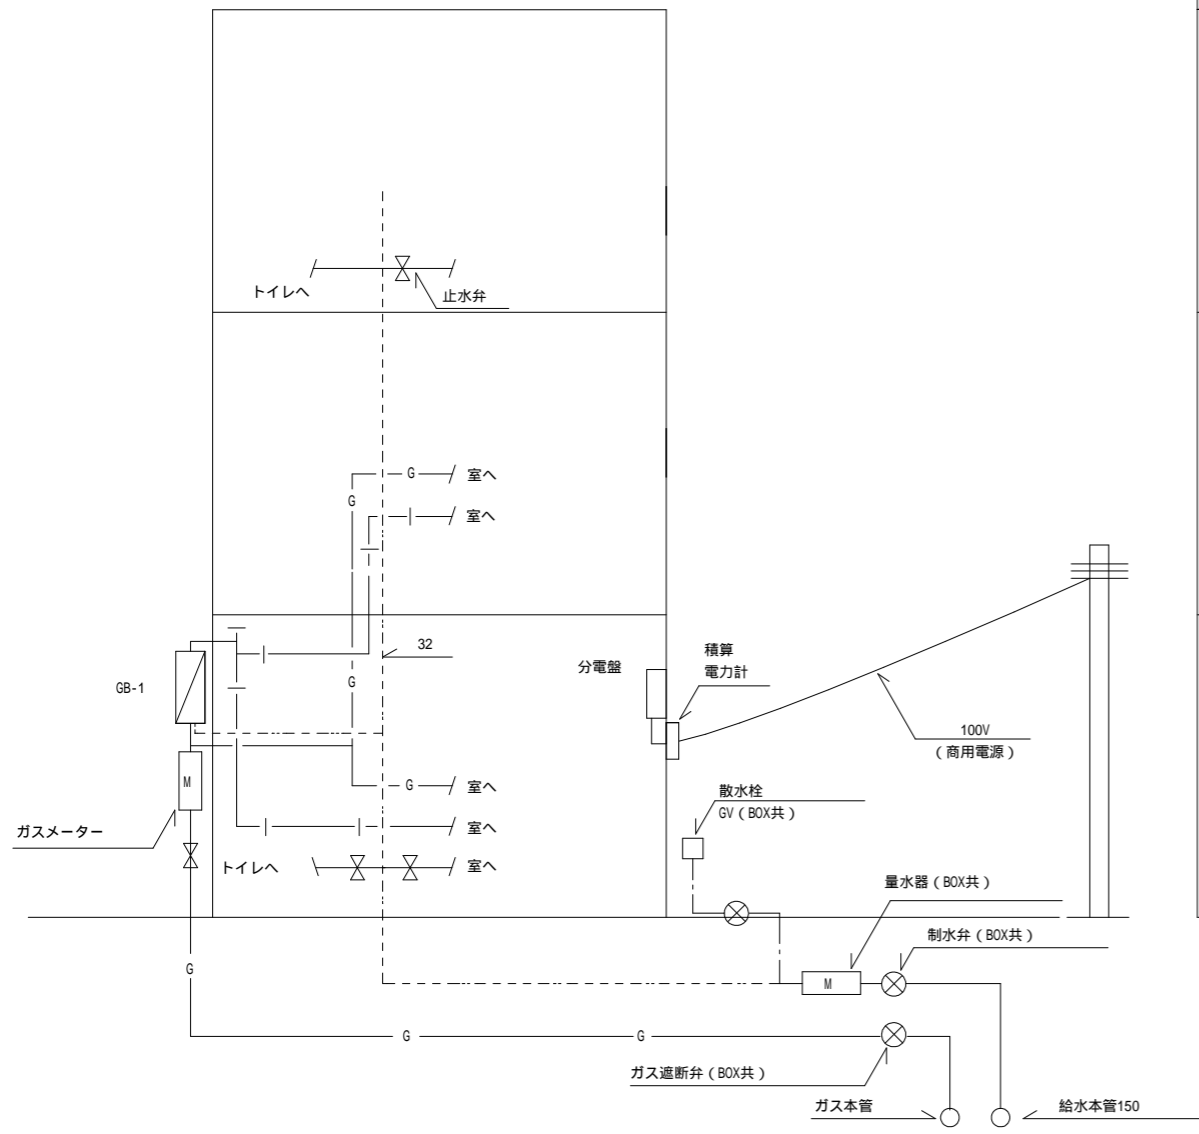 トイレへ
止水弁
G
室へ
G
室へ
32
分電盤
積算
電力計
GB-1
G
100V
(商用電源)
M
G
室へ
散水栓
GV(BOX共)
ガスメーター
室へ
トイレへ
室へ
量水器(BOX共)
制水弁(BOX共)
G
M
G
G
ガス遮断弁(BOX共)
ガス本管
給水本管150